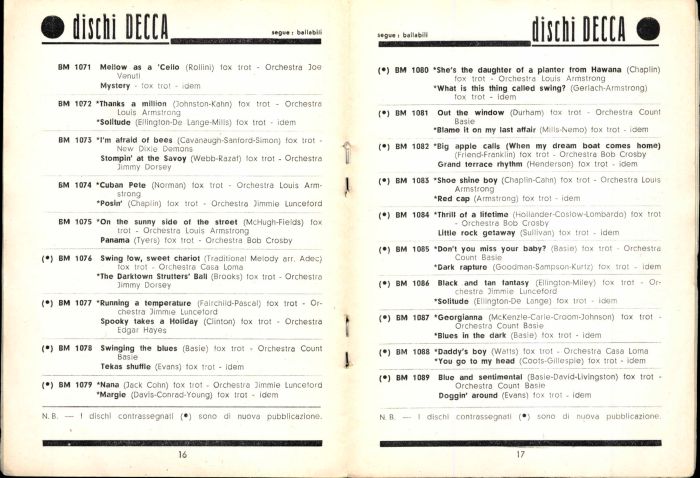 dischi DECCA
segue: ballabili
BM 1071 Mellow as a 'Cello (Rollini) fox trot - Orchestra Joe
Venuti
Mystery - fox trot - idem
BM 1072 *Thanks a million (Johnston-Kahn) fox trot - Orchestra
Louis Armstrong
*Solitude (Ellington-De Lange-Mills) fox trot - idem
BM 1073 *I'm afraid of bees (Cavanaugh-Sanford-Simon) fox trot -
New Dixie Demons
Stompin' at the Savoy (Webb-Razaf) fox trot - Orchestra
Jimmy Dorsey
BM 1074 *Cuban Pete (Norman) fox trot - Orchestra Louis Arm-
strong
*Posin' (Chaplin) fox trot - Orchestra Jimmie Lunceford
BM 1075 *On the sunny side of the street (McHugh-Fields) fox
trot - Orchestra Louis Armstrong
Panama (Tyers) fox trot - Orchestra Bob Crosby
(•) BM 1076 Swing low, sweet chariot (Traditional Melody arr. Adec)
fox trot - Orchestra Casa Loma
*The Darktown Strutters' Ball (Brooks) fox trot - Orchestra
Jimmy Dorsey
(•) BM 1077 *Running a temperature (Fairchild-Pascal) fox trot - Or-
chestra Jimmie Lunceford
Spooky takes a Holiday (Clinton) fox trot - Orchestra
Edgar Hayes
(•) BM 1078 Swinging the blues (Basie) fox trot - Orchestra Count
Basie
Tekas shuffle (Evans) fox trot - idem
(•) BM 1079 *Nana (Jack Cohn) fox trot - Orchestra Jimmie Lunceford
*Margie (Davis-Conrad-Young) fox trot - idem
N.B. — I dischi contrassegnati (•) sono di nuova pubblicazione.
16
segue: ballabili
dischi DECCA
(•) BM 1080 *She's the daughter of a planter from Hawana (Chaplin)
fox trot - Orchestra Louis Armstrong
*What is this thing called swing? (Gerlach-Armstrong)
fox trot - idem
(•) BM 1081 Out the window (Durham) fox trot - Orchestra Count
Basie
*Blame it on my last affair (Mills-Nemo) fox trot - idem
(•) BM 1082 *Big apple calls (When my dream boat comes home)
(Friend-Franklin) fox trot - Orchestra Bob Crosby
Grand terrace rhythm (Henderson) fox trot - idem
(•) BM 1083 *Shoe shine boy (Chaplin-Cahn) fox trot - Orchestra Louis
Armstrong
*Red cap (Armstrong) fox trot - idem
(•) BM 1084 *Thrill of a lifetime (Hollander-Coslow-Lombardo) fox trot
- Orchestra Bob Crosby
Little rock getaway (Sullivan) fox trot - idem
(•) BM 1085 *Don't you miss your baby? (Basie) fox trot - Orchestra
Count Basie
*Dark rapture (Goodman-Sampson-Kurtz) fox trot - idem
(•) BM 1086 Black and tan fantasy (Ellington-Miley) fox trot - Or-
chestra Jimmie Lunceford
*Solitude (Ellington-De Lange) fox trot - idem
(•) BM 1087 *Georgianna (McKenzie-Carle-Croom-Johnson) fox trot -
Orchestra Count Basie
*Blues in the dark (Basie) fox trot - idem
(•) BM 1088 *Daddy's boy (Watts) fox trot - Orchestra Casa Loma
*You go to my head (Coots-Gillespie) fox trot - idem
(•) BM 1089 Blue and sentimental (Basie-David-Livingston) fox trot -
Orchestra Count Basie
Doggin' around (Evans) fox trot - idem
N.B. — I dischi contrassegnati (•) sono di nuova pubblicazione.
17